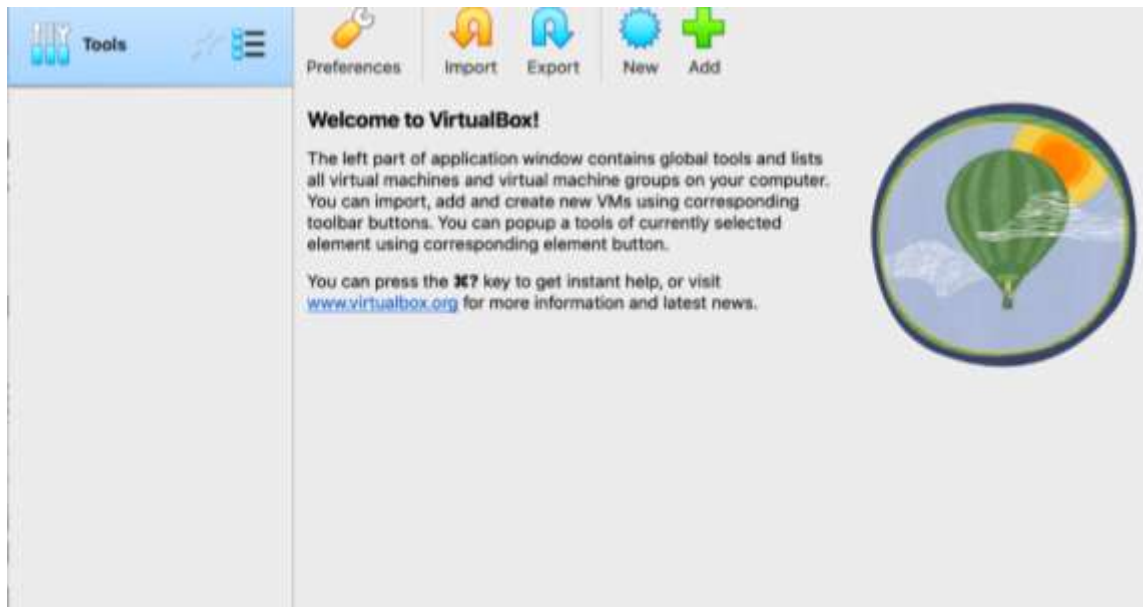 Tools
Preferences
Import
Export
New
Add
Welcome to VirtualBox!
The left part of application window contains global tools and lists
all virtual machines and virtual machine groups on your computer.
You can import, add and create new VMs using corresponding
toolbar buttons. You can popup a tools of currently selected
element using corresponding element button.
You can press the ⌘? key to get instant help, or visit
www.virtualbox.org for more information and latest news.